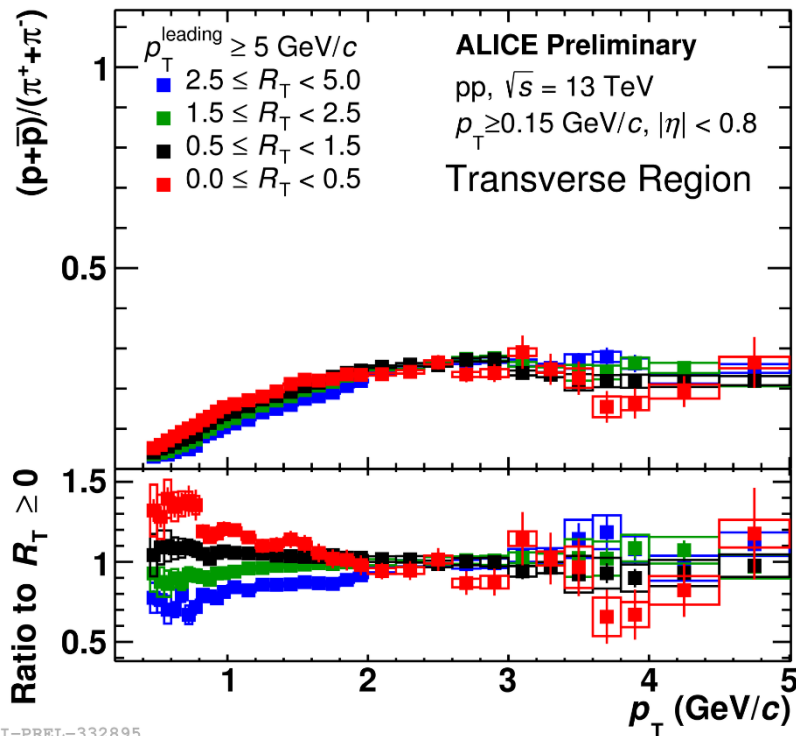 (p+p̅)/(π⁺+π⁻)
1
0.5
p_T^leading ≥ 5 GeV/c
2.5 ≤ R_T < 5.0
1.5 ≤ R_T < 2.5
0.5 ≤ R_T < 1.5
0.0 ≤ R_T < 0.5
ALICE Preliminary
pp, √s = 13 TeV
p_T≥0.15 GeV/c, |η| < 0.8
Transverse Region
Ratio to R_T ≥ 0
1.5
1
0.5
1 2 3 4 5
p_T (GeV/c)
I-PREL-332895